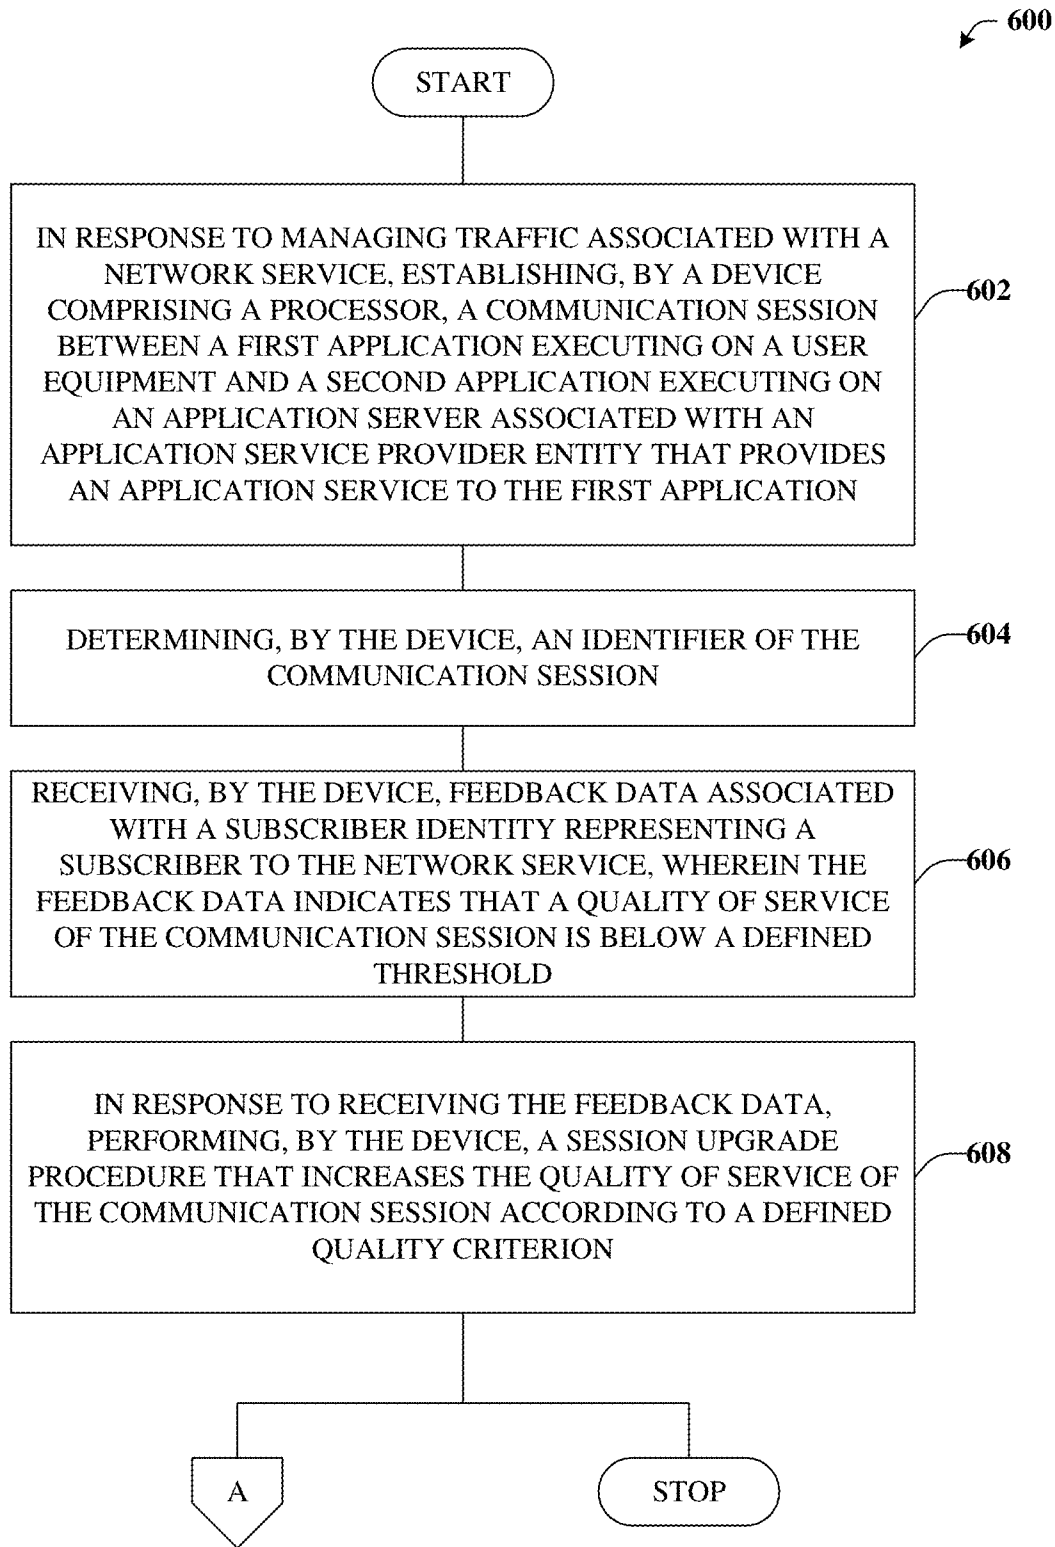 600
START
IN RESPONSE TO MANAGING TRAFFIC ASSOCIATED WITH A
NETWORK SERVICE, ESTABLISHING, BY A DEVICE
COMPRISING A PROCESSOR, A COMMUNICATION SESSION
BETWEEN A FIRST APPLICATION EXECUTING ON A USER
EQUIPMENT AND A SECOND APPLICATION EXECUTING ON
AN APPLICATION SERVER ASSOCIATED WITH AN
APPLICATION SERVICE PROVIDER ENTITY THAT PROVIDES
AN APPLICATION SERVICE TO THE FIRST APPLICATION
602
DETERMINING, BY THE DEVICE, AN IDENTIFIER OF THE
COMMUNICATION SESSION
604
RECEIVING, BY THE DEVICE, FEEDBACK DATA ASSOCIATED
WITH A SUBSCRIBER IDENTITY REPRESENTING A
SUBSCRIBER TO THE NETWORK SERVICE, WHEREIN THE
FEEDBACK DATA INDICATES THAT A QUALITY OF SERVICE
OF THE COMMUNICATION SESSION IS BELOW A DEFINED
THRESHOLD
606
IN RESPONSE TO RECEIVING THE FEEDBACK DATA,
PERFORMING, BY THE DEVICE, A SESSION UPGRADE
PROCEDURE THAT INCREASES THE QUALITY OF SERVICE OF
THE COMMUNICATION SESSION ACCORDING TO A DEFINED
QUALITY CRITERION
608
A
STOP